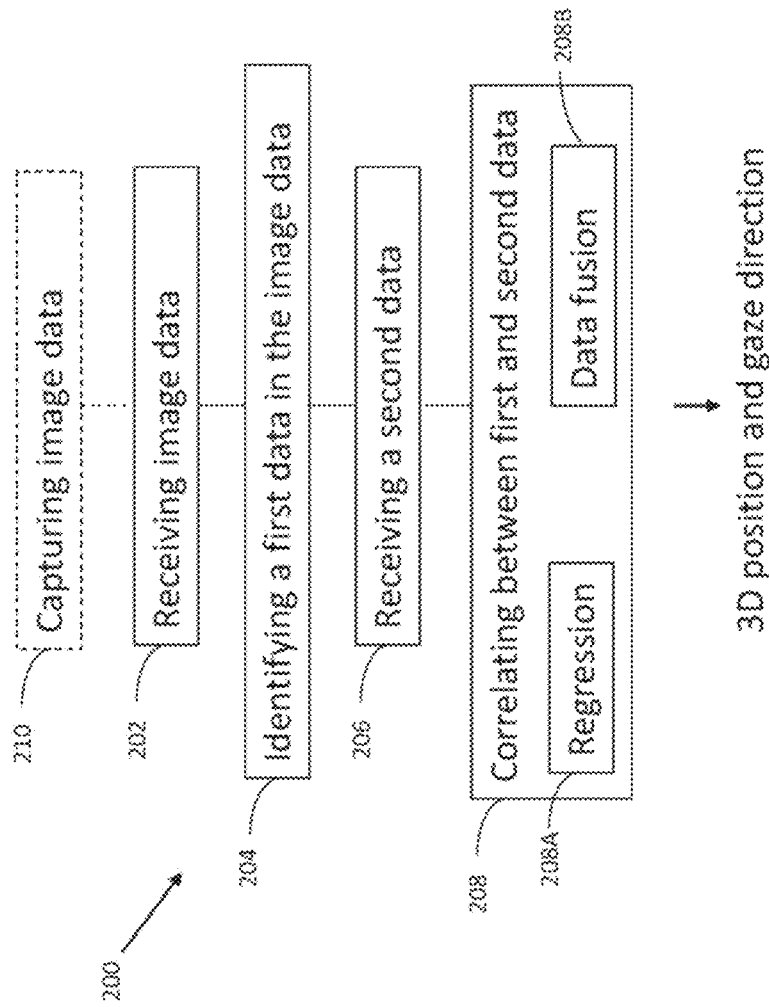 200
210
Capturing image data
202
Receiving image data
204
Identifying a first data in the image data
206
Receiving a second data
208
Correlating between first and second data
208A
Regression
208B
Data fusion
3D position and gaze direction